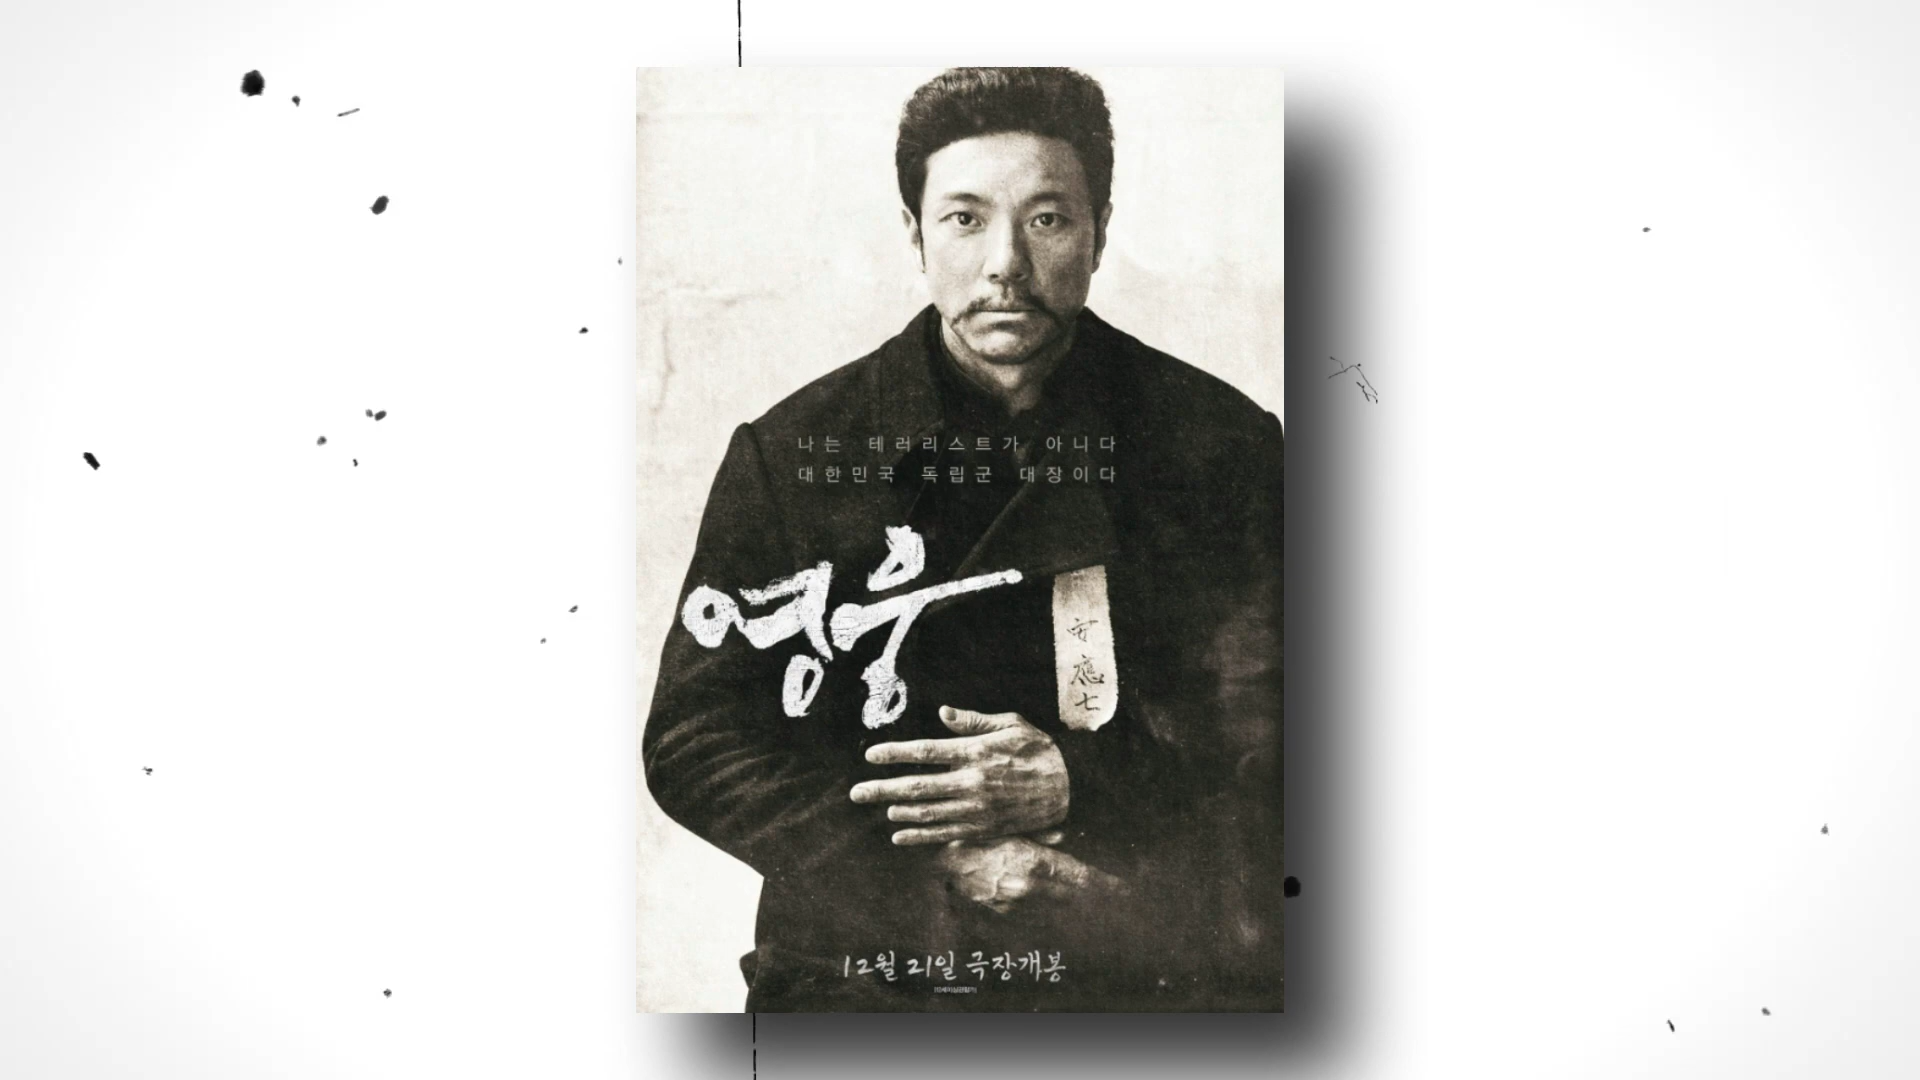 나는 테러리스트가 아니다
대한민국 독립군 대장이다
영웅
安
應
七
12월 21일 극장개봉